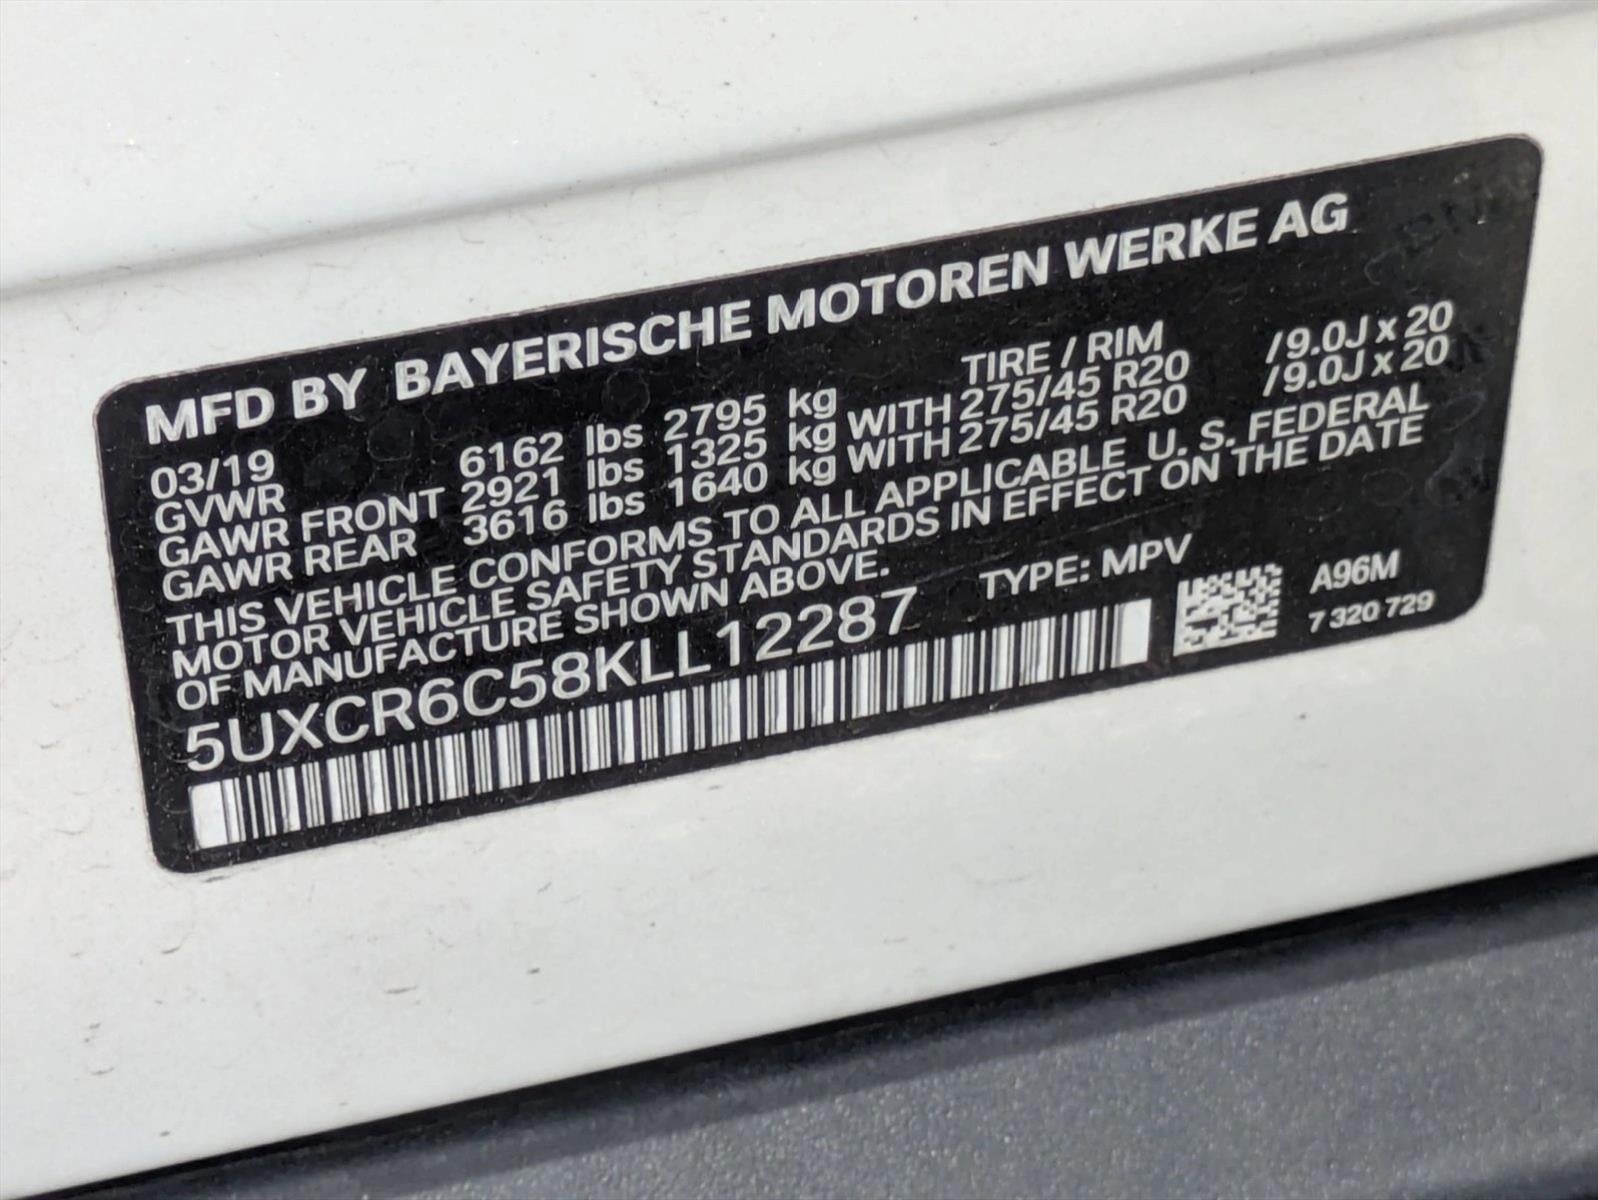 MFD BY BAYERISCHE MOTOREN WERKE AG
03/19
TIRE / RIM
GVWR 6162 lbs 2795 kg
GAWR FRONT 2921 lbs 1325 kg WITH 275/45 R20 /9.0J x 20
GAWR REAR 3616 lbs 1640 kg WITH 275/45 R20 /9.0J x 20
THIS VEHICLE CONFORMS TO ALL APPLICABLE U. S. FEDERAL
MOTOR VEHICLE SAFETY STANDARDS IN EFFECT ON THE DATE
OF MANUFACTURE SHOWN ABOVE.
5UXCR6C58KLL12287 TYPE: MPV
A96M
7 320 729